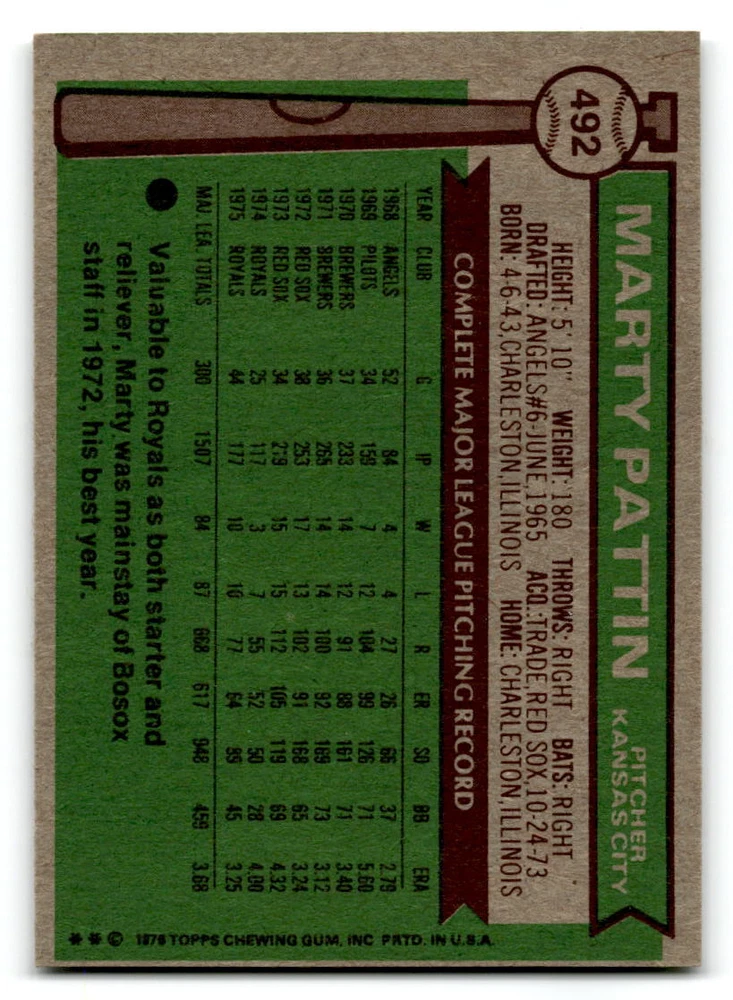 492
MARTY PATTIN
PITCHER
KANSAS CITY
HEIGHT: 5'10" WEIGHT: 180 THROWS: RIGHT BATS: RIGHT
DRAFTED: ANGELS#6-JUNE,1965 ACQ.:TRADE,RED SOX,10-24-73
BORN: 4-6-43,CHARLESTON,ILLINOIS HOME: CHARLESTON,ILLINOIS
COMPLETE MAJOR LEAGUE PITCHING RECORD
YEAR CLUB G IP W L R ER SO BB ERA
1968 ANGELS 52 84 4 4 27 26 66 37 2.79
1969 PILOTS 34 159 7 12 104 99 126 71 5.60
1970 BREWERS 37 233 14 12 91 88 161 71 3.40
1971 BREWERS 36 265 14 14 100 92 169 73 3.12
1972 RED SOX 38 253 17 13 102 91 168 65 3.24
1973 RED SOX 34 219 15 15 112 105 119 69 4.32
1974 ROYALS 25 117 3 7 55 52 50 28 4.00
1975 ROYALS 44 177 10 10 77 64 89 45 3.25
MAJ. LEA. TOTALS 300 1507 84 87 668 617 948 459 3.68
Valuable to Royals as both starter and
reliever, Marty was mainstay of Bosox
staff in 1972, his best year.
**© 1976 TOPPS CHEWING GUM, INC PRTD. IN U.S.A.